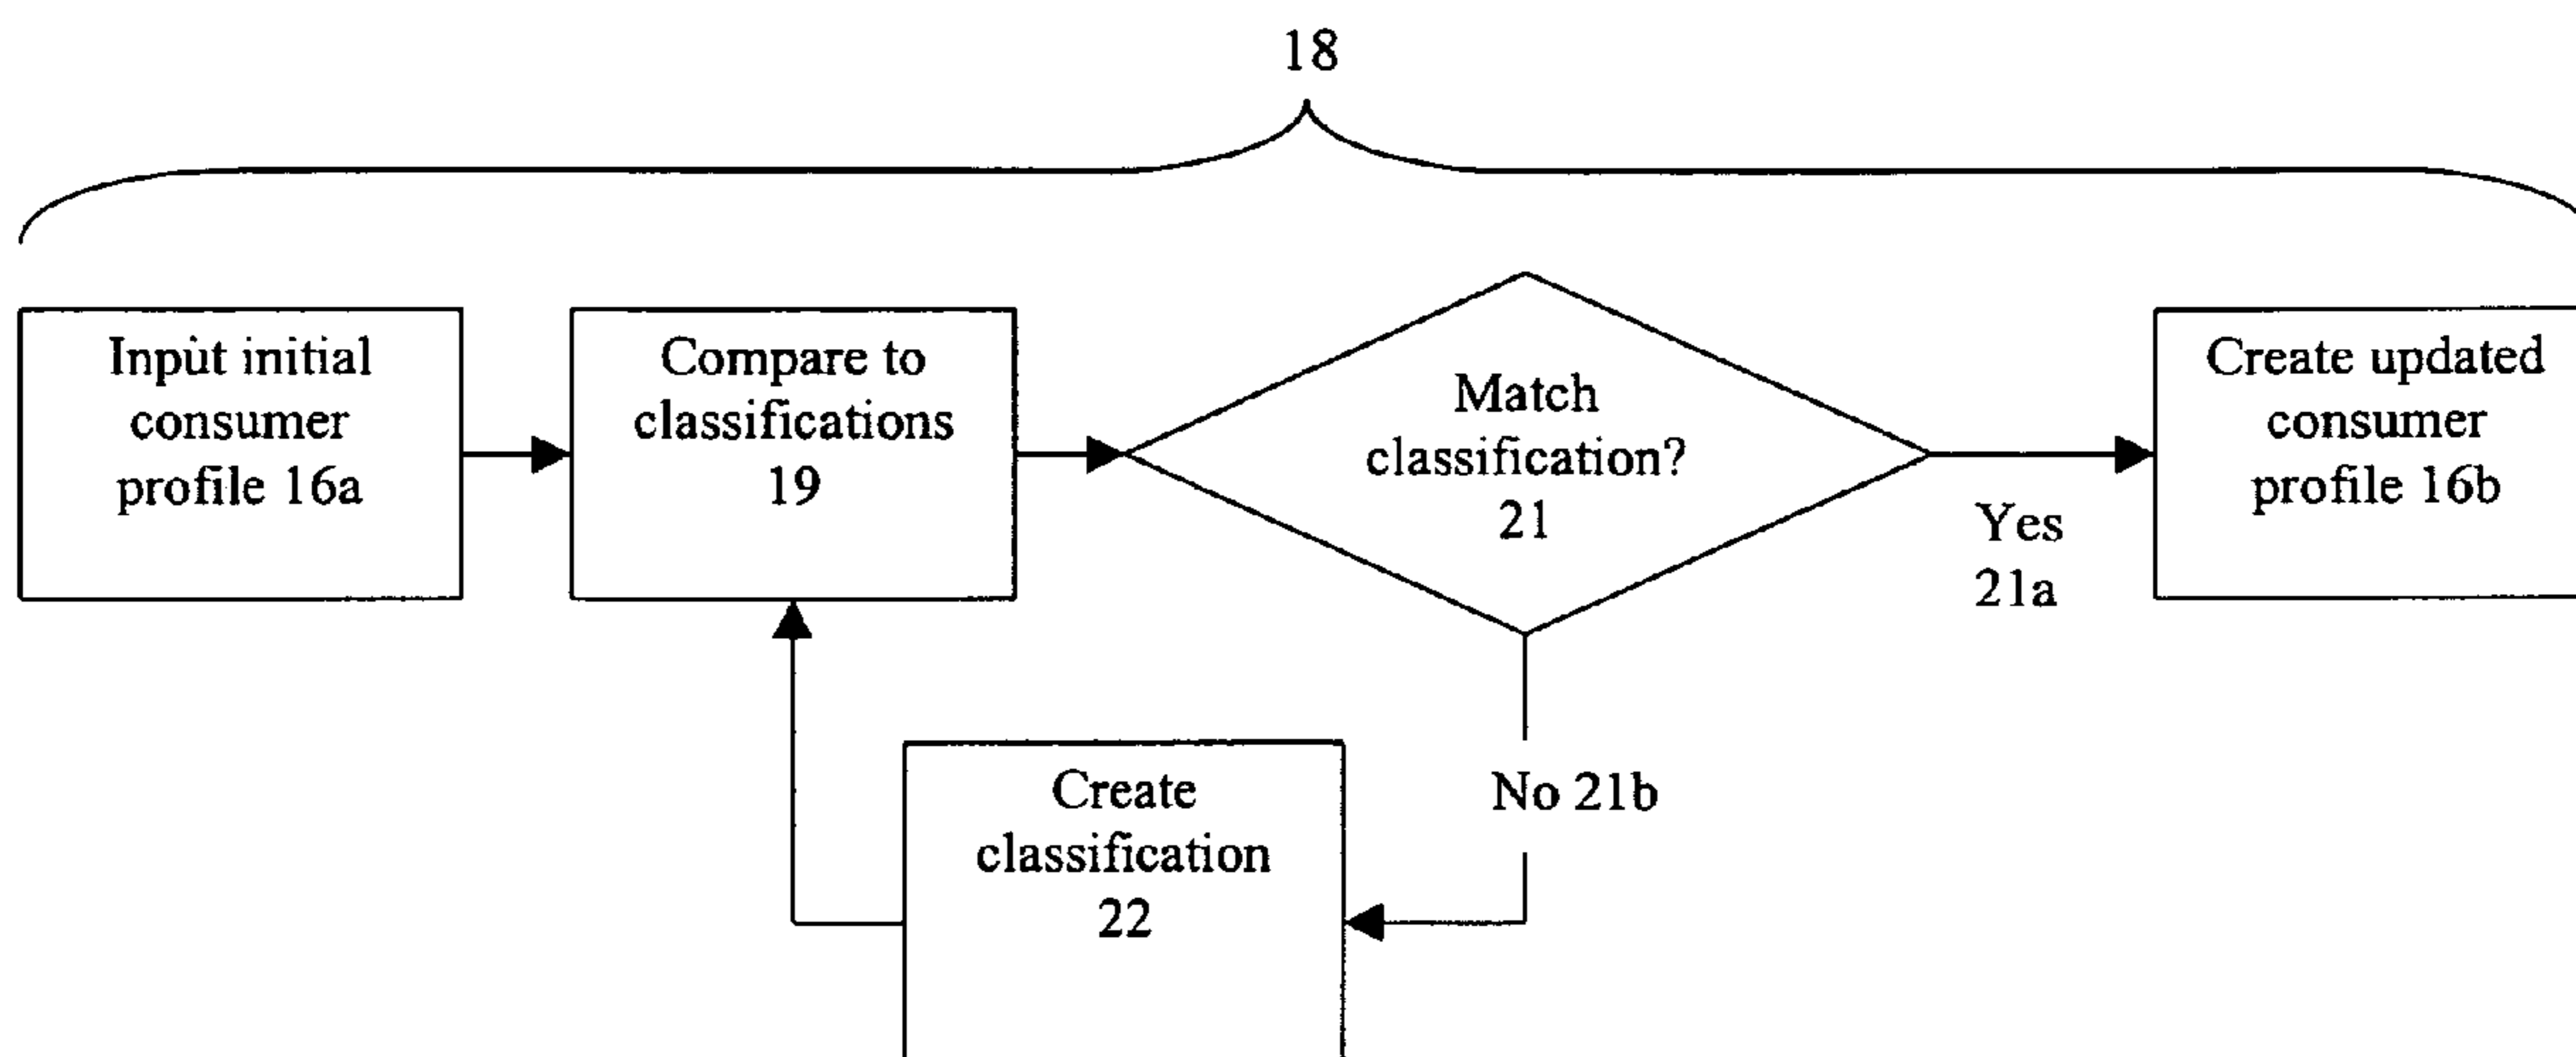 18
Input initial
consumer
profile 16a
Compare to
classifications
19
Match
classification?
21
Yes
21a
Create updated
consumer
profile 16b
No 21b
Create
classification
22